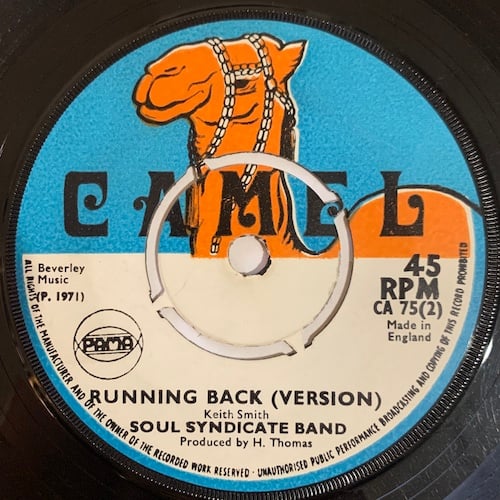 CAMEL
Beverley
Music
(P. 1971)
45
RPM
CA 75(2)
Made in
England
PAMA
RUNNING BACK (VERSION)
Keith Smith
SOUL SYNDICATE BAND
Produced by H. Thomas
ALL RIGHTS OF THE MANUFACTURER AND OF THE OWNER OF THE RECORDED WORK RESERVED · UNAUTHORISED PUBLIC PERFORMANCE BROADCASTING AND COPYING OF THIS RECORD PROHIBITED